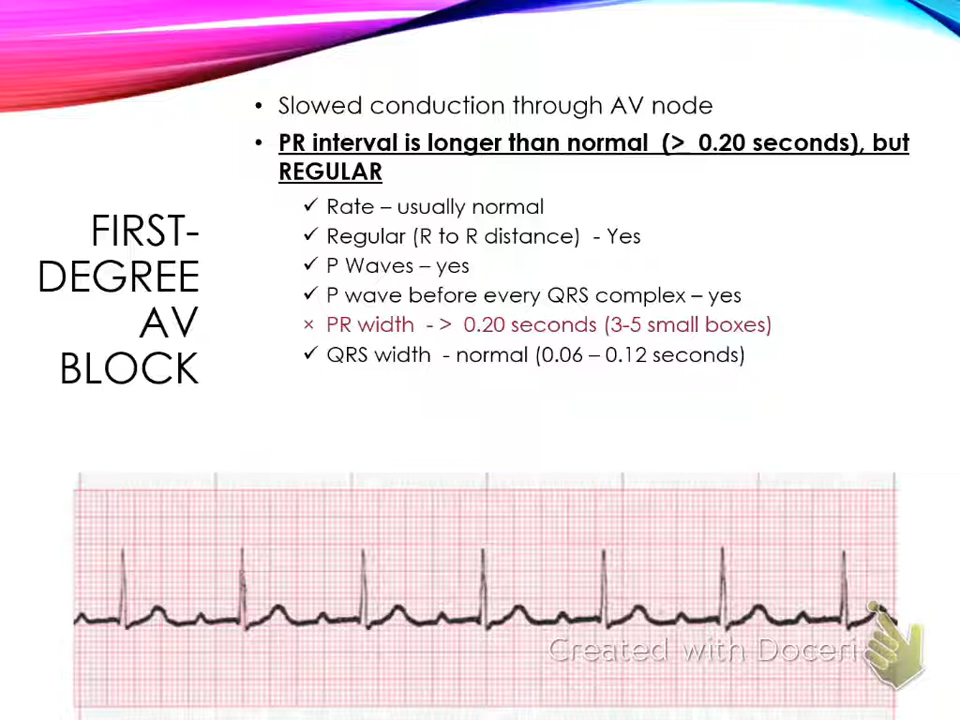 FIRST-
DEGREE
AV
BLOCK
• Slowed conduction through AV node
• PR interval is longer than normal (> 0.20 seconds), but
REGULAR
✓ Rate – usually normal
✓ Regular (R to R distance) - Yes
✓ P Waves – yes
✓ P wave before every QRS complex – yes
× PR width - > 0.20 seconds (3-5 small boxes)
✓ QRS width - normal (0.06 – 0.12 seconds)
Created with Doceri